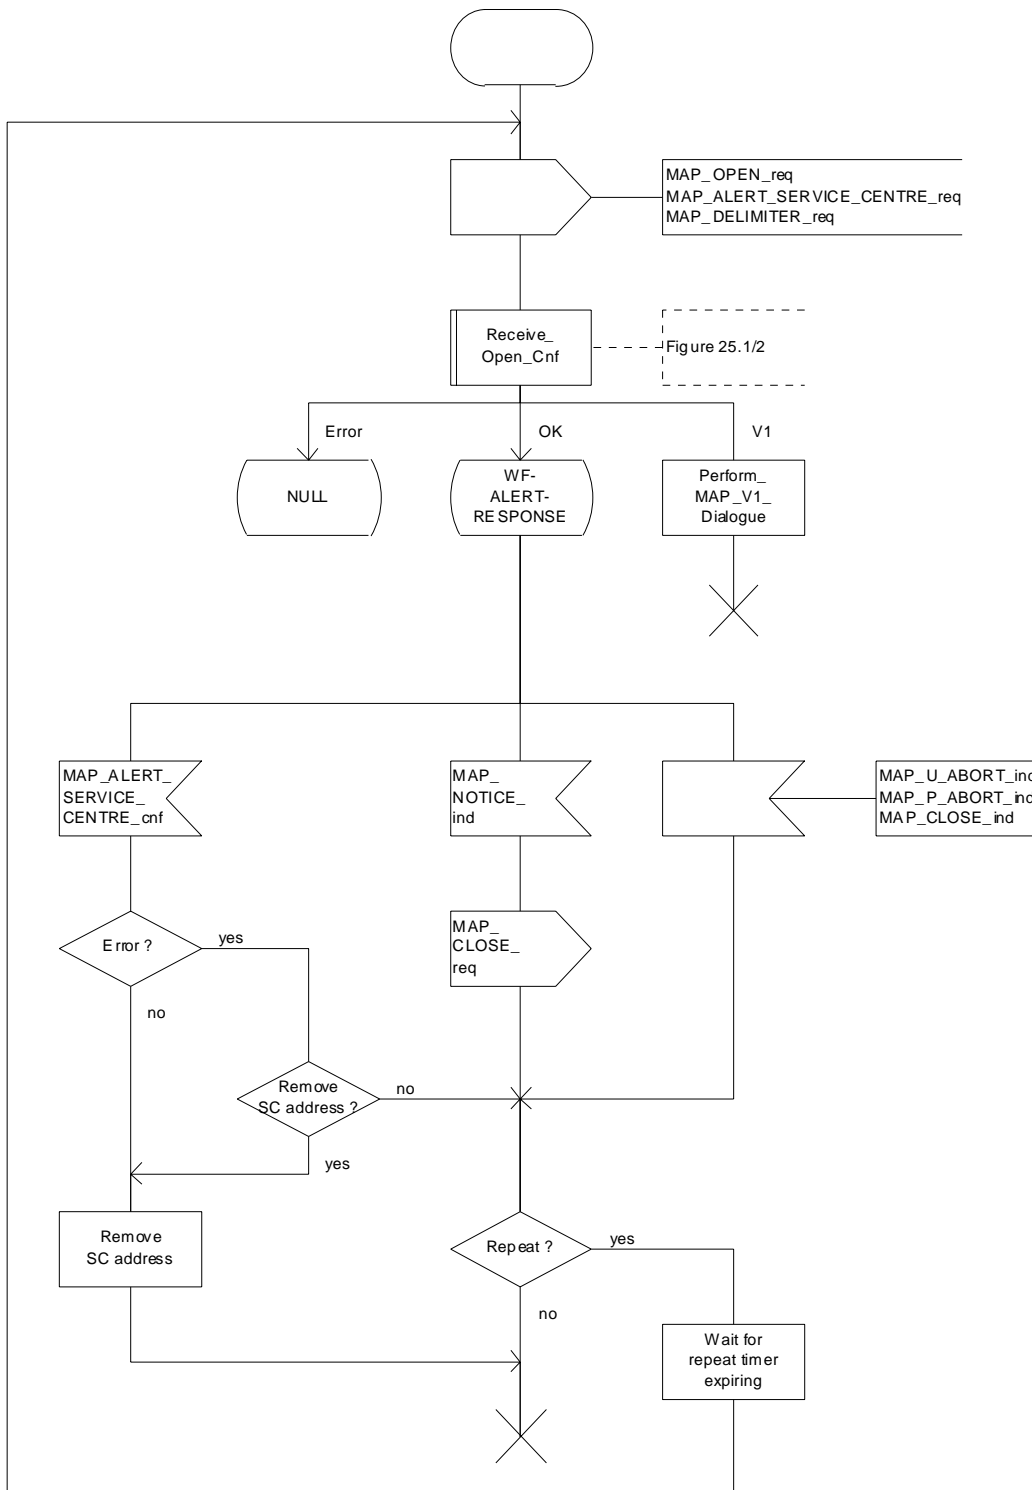 MAP_OPEN_req
MAP_ALERT_SERVICE_CENTRE_req
MAP_DELIMITER_req
Receive_
Open_Cnf
Figure 25.1/2
Error
OK
V1
NULL
WF-
ALERT-
RESPONSE
Perform_
MAP_V1_
Dialogue
MAP_ALERT_
SERVICE_
CENTRE_cnf
MAP_
NOTICE_
ind
MAP_U_ABORT_ind
MAP_P_ABORT_ind
MAP_CLOSE_ind
Error ?
yes
no
MAP_
CLOSE_
req
Remove
SC address ?
no
yes
Remove
SC address
Repeat ?
yes
no
Wait for
repeat timer
expiring